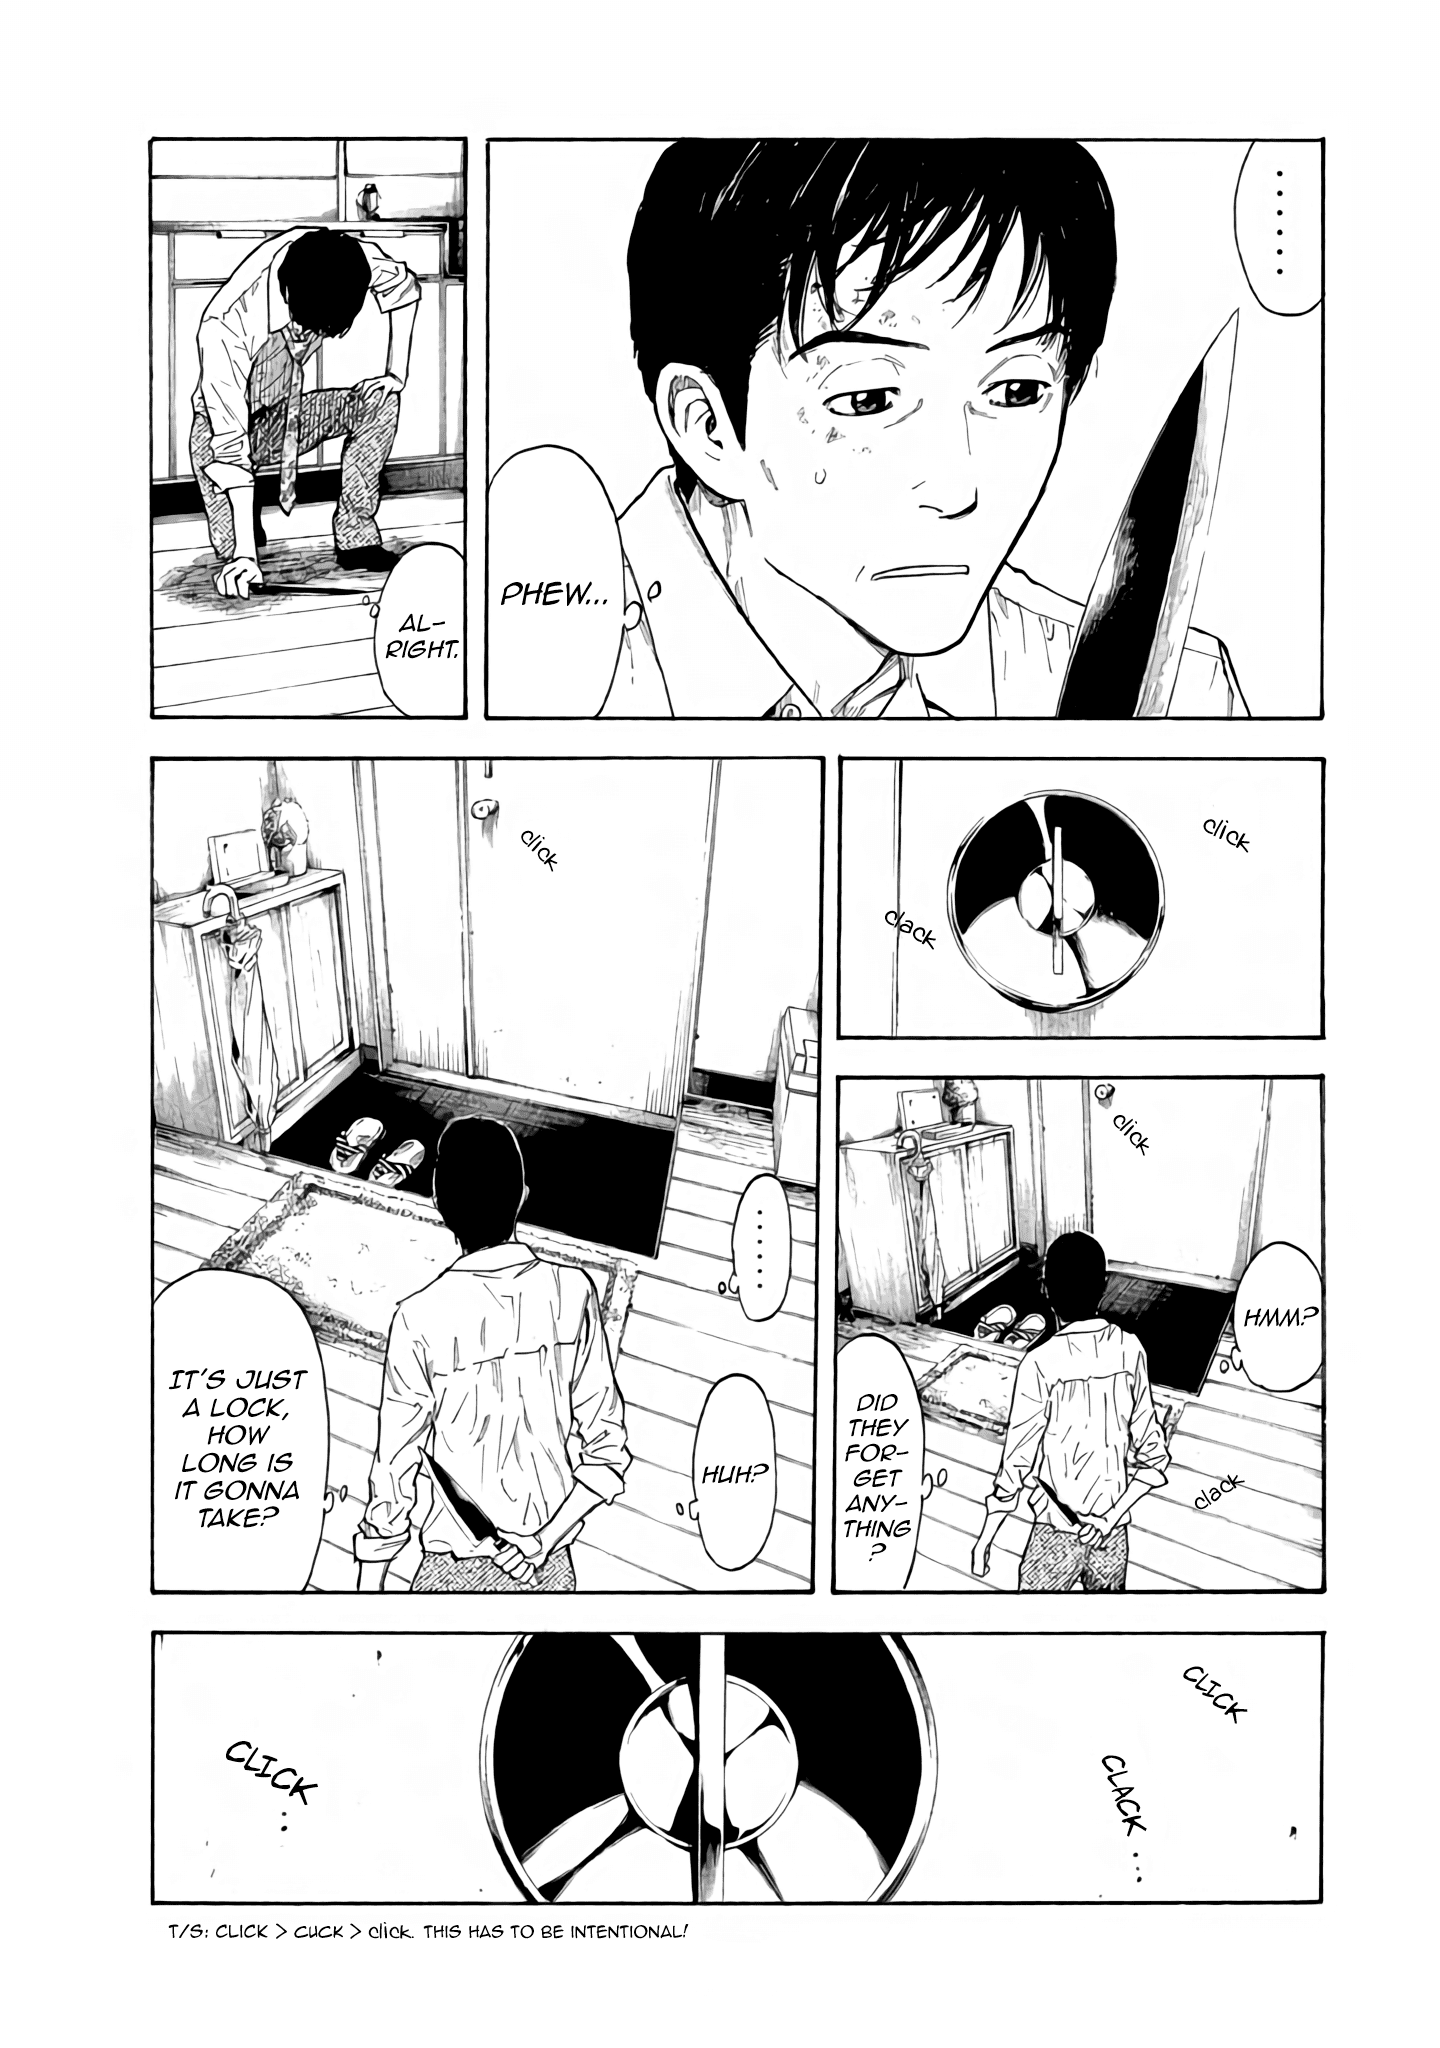 ......
PHEW...
AL-
RIGHT.
click
clack
click
HMM?
DID
THEY
FOR-
GET
ANY-
THING
?
clack
click
......
HUH?
IT'S JUST
A LOCK,
HOW
LONG IS
IT GONNA
TAKE?
CLICK
CLACK
...
CLICK
...
T/S: CLICK > CUCK > click. THIS HAS TO BE INTENTIONAL!